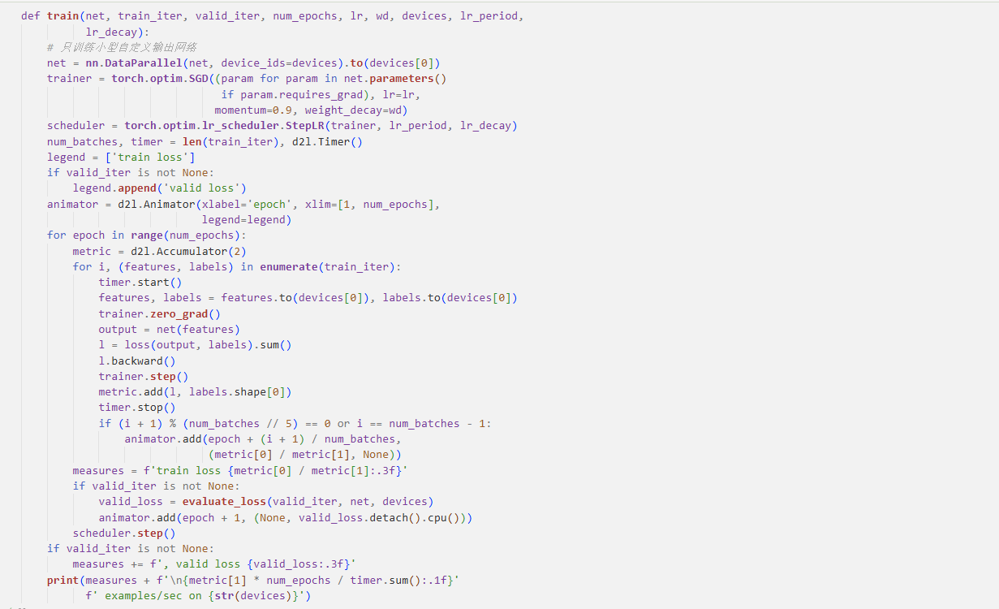 def train(net, train_iter, valid_iter, num_epochs, lr, wd, devices, lr_period,
          lr_decay):
    # 只训练小型自定义输出网络
    net = nn.DataParallel(net, device_ids=devices).to(devices[0])
    trainer = torch.optim.SGD((param for param in net.parameters()
                               if param.requires_grad), lr=lr,
                              momentum=0.9, weight_decay=wd)
    scheduler = torch.optim.lr_scheduler.StepLR(trainer, lr_period, lr_decay)
    num_batches, timer = len(train_iter), d2l.Timer()
    legend = ['train loss']
    if valid_iter is not None:
        legend.append('valid loss')
    animator = d2l.Animator(xlabel='epoch', xlim=[1, num_epochs],
                            legend=legend)
    for epoch in range(num_epochs):
        metric = d2l.Accumulator(2)
        for i, (features, labels) in enumerate(train_iter):
            timer.start()
            features, labels = features.to(devices[0]), labels.to(devices[0])
            trainer.zero_grad()
            output = net(features)
            l = loss(output, labels).sum()
            l.backward()
            trainer.step()
            metric.add(l, labels.shape[0])
            timer.stop()
            if (i + 1) % (num_batches // 5) == 0 or i == num_batches - 1:
                animator.add(epoch + (i + 1) / num_batches,
                             (metric[0] / metric[1], None))
        measures = f'train loss {metric[0] / metric[1]:.3f}'
        if valid_iter is not None:
            valid_loss = evaluate_loss(valid_iter, net, devices)
            animator.add(epoch + 1, (None, valid_loss.detach().cpu()))
        scheduler.step()
    if valid_iter is not None:
        measures += f', valid loss {valid_loss:.3f}'
    print(measures + f'\n{metric[1] * num_epochs / timer.sum():.1f}'
          f' examples/sec on {str(devices)}')